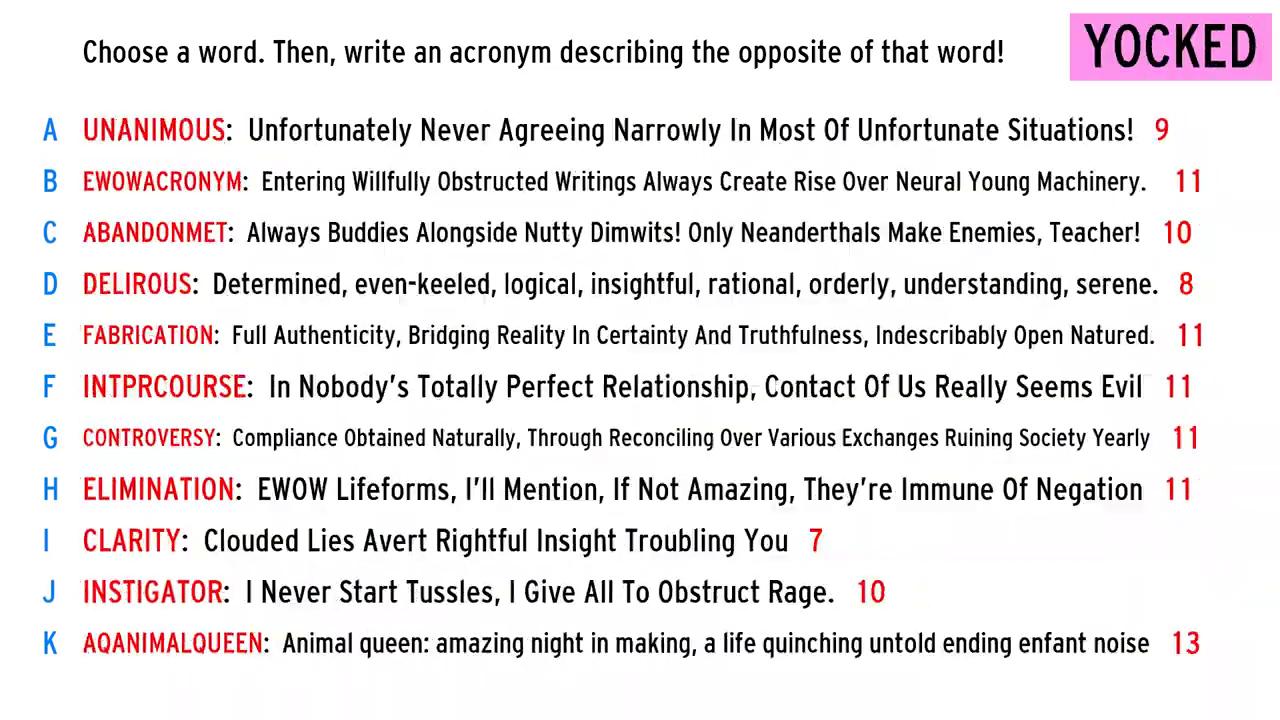 Choose a word. Then, write an acronym describing the opposite of that word! YOCKED
A UNANIMOUS: Unfortunately Never Agreeing Narrowly In Most Of Unfortunate Situations! 9
B EWOWACRONYM: Entering Willfully Obstructed Writings Always Create Rise Over Neural Young Machinery. 11
C ABANDONMET: Always Buddies Alongside Nutty Dimwits! Only Neanderthals Make Enemies, Teacher! 10
D DELIROUS: Determined, even-keeled, logical, insightful, rational, orderly, understanding, serene. 8
E FABRICATION: Full Authenticity, Bridging Reality In Certainty And Truthfulness, Indescribably Open Natured. 11
F INTPRCOURSE: In Nobody's Totally Perfect Relationship, Contact Of Us Really Seems Evil 11
G CONTROVERSY: Compliance Obtained Naturally, Through Reconciling Over Various Exchanges Ruining Society Yearly 11
H ELIMINATION: EWOW Lifeforms, I'll Mention, If Not Amazing, They're Immune Of Negation 11
I CLARITY: Clouded Lies Avert Rightful Insight Troubling You 7
J INSTIGATOR: I Never Start Tussles, I Give All To Obstruct Rage. 10
K AQANIMALQUEEN: Animal queen: amazing night in making, a life quinching untold ending enfant noise 13